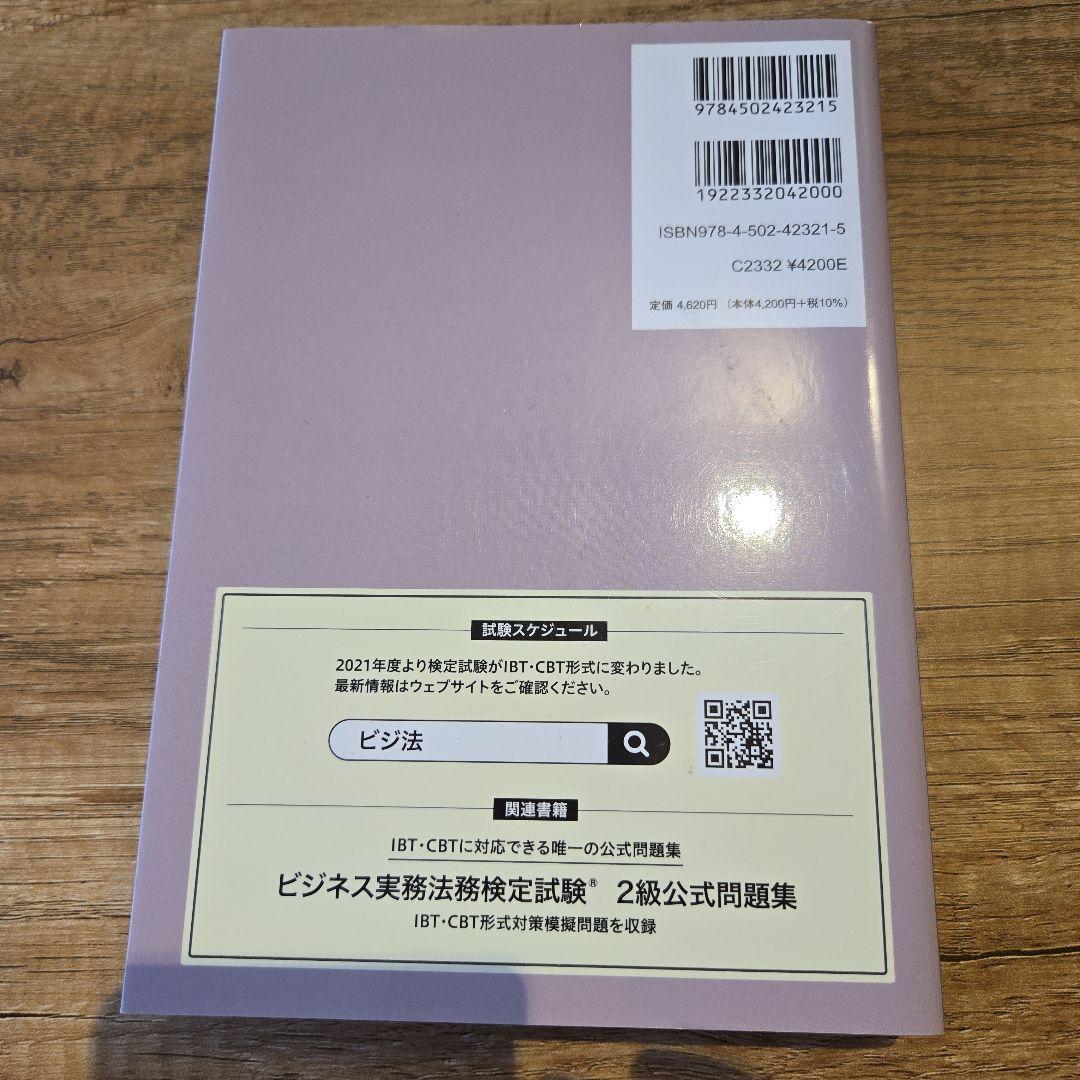 9784502423215
1922332042000
ISBN978-4-502-42321-5
C2332 ¥4200E
定価 4,620円 (本体4,200円+税10%)
試験スケジュール
2021年度より検定試験がIBT・CBT形式に変わりました。
最新情報はウェブサイトをご確認ください。
ビジ法
関連書籍
IBT・CBTに対応できる唯一の公式問題集
ビジネス実務法務検定試験® 2級公式問題集
IBT・CBT形式対策模擬問題を収録